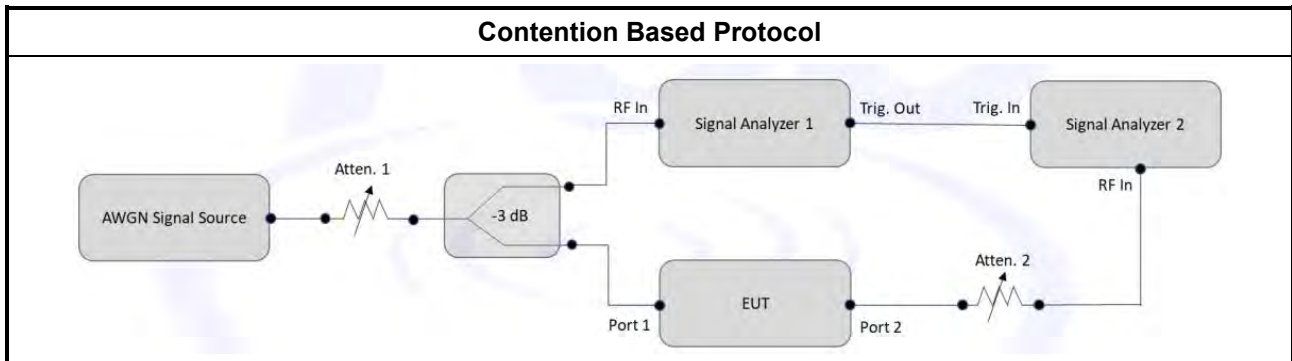 Contention Based Protocol
RF In
Signal Analyzer 1
Trig. Out
Trig. In
Signal Analyzer 2
RF In
Atten. 1
AWGN Signal Source
-3 dB
Atten. 2
EUT
Port 1
Port 2